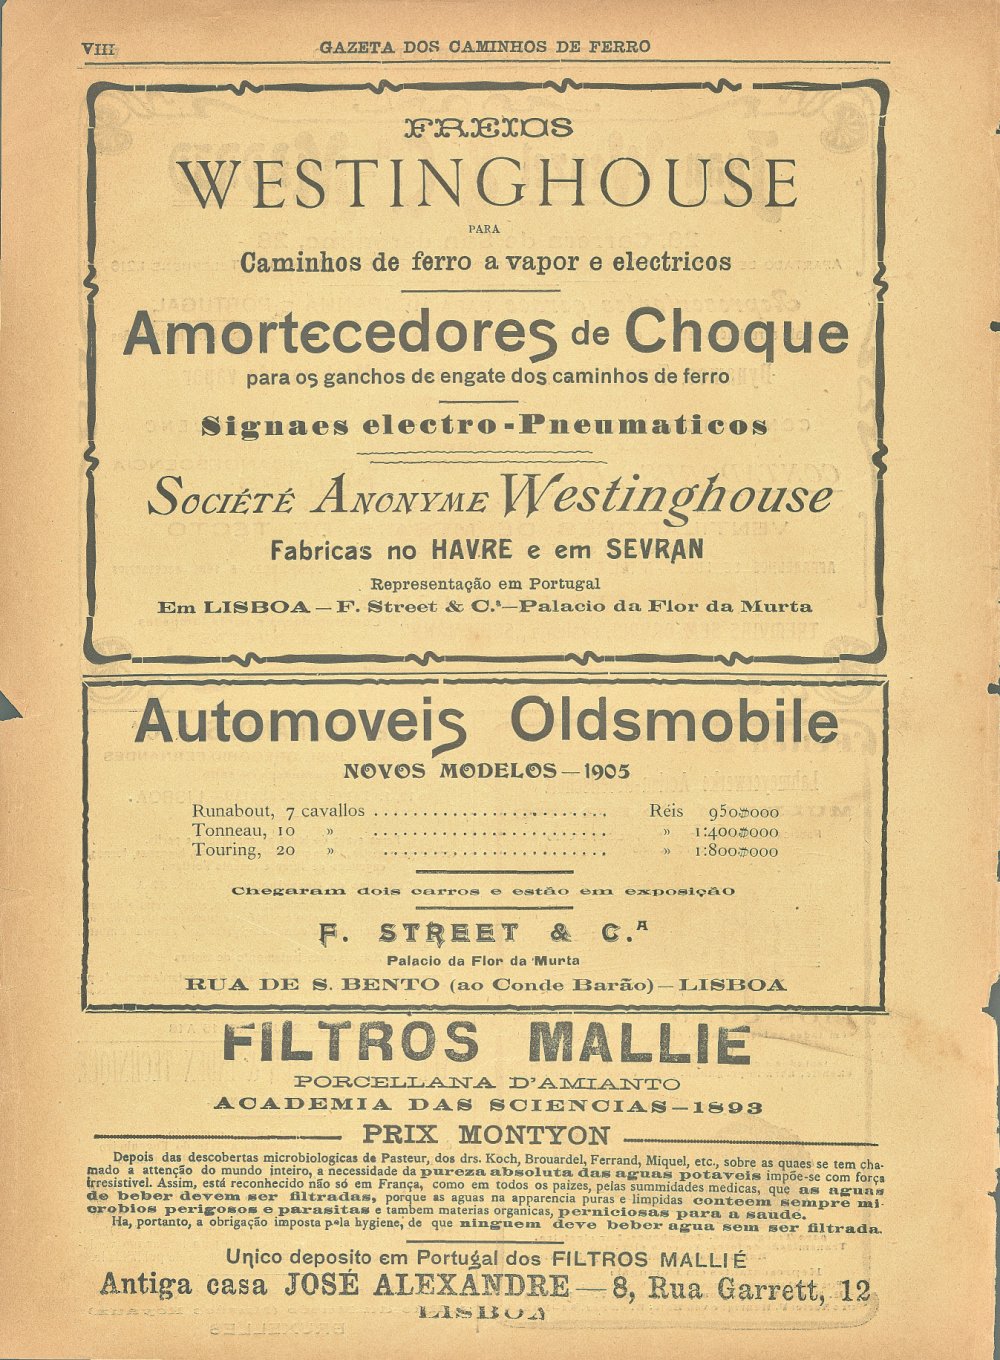 VIII
GAZETA DOS CAMINHOS DE FERRO
FREIOS
WESTINGHOUSE
PARA
Caminhos de ferro a vapor e electricos
Amortecedores de Choque
para os ganchos de engate dos caminhos de ferro
Signaes electro-Pneumaticos
SOCIÉTÉ ANONYME Westinghouse
Fabricas no HAVRE e em SEVRAN
Representação em Portugal
Em LISBOA — F. Street & C.ª — Palacio da Flor da Murta
Automoveis Oldsmobile
NOVOS MODELOS — 1905
Runabout, 7 cavallos ........................ Réis 950$000
Tonneau, 10 » ........................ » 1:400$000
Touring, 20 » ....................... » 1:800$000
Chegaram dois carros e estão em exposição
F. STREET & C.A
Palacio da Flor da Murta
RUA DE S. BENTO (ao Conde Barão) — LISBOA
FILTROS MALLIÉ
PORCELLANA D'AMIANTO
ACADEMIA DAS SCIENCIAS — 1893
PRIX MONTYON
Depois das descobertas microbiologicas de Pasteur, dos drs. Koch, Brouardel, Ferrand, Miquel, etc., sobre as quaes se tem cha-
mado a attenção do mundo inteiro, a necessidade da pureza absoluta das aguas potaveis impõe-se com força
irresistivel. Assim, está reconhecido não só em França, como em todos os paizes, pelas summidades medicas, que as aguas
de beber devem ser filtradas, porque as aguas na apparencia puras e limpidas conteem sempre mi-
crobios perigosos e parasitas e tambem materias organicas, perniciosas para a saude.
Ha, portanto, a obrigação imposta pela hygiene, de que ninguem deve beber agua sem ser filtrada.
Unico deposito em Portugal dos FILTROS MALLIÉ
Antiga casa JOSÉ ALEXANDRE — 8, Rua Garrett, 12
LISBOA